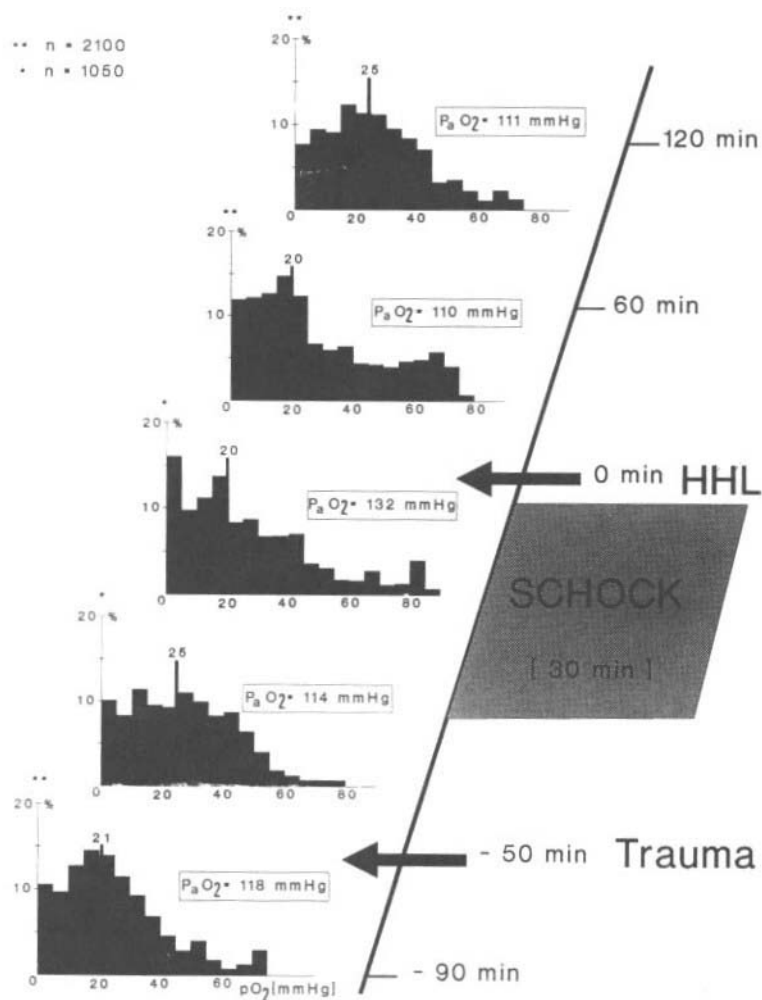 •• n = 2100
• n = 1050
••
20 %
25
PaO2= 111 mmHg
10
120 min
0 20 40 60 80
••
20 %
20
PaO2= 110 mmHg
60 min
10
0 20 40 60 80
•
20 %
20
0 min HHL
PaO2= 132 mmHg
10
0 20 40 60 80
SCHOCK
[ 30 min ]
•
20 %
25
PaO2= 114 mmHg
10
0 20 40 60 80
••
20 %
21
- 50 min Trauma
PaO2= 118 mmHg
10
0 20 40 60 80
pO2[mmHg]
- 90 min